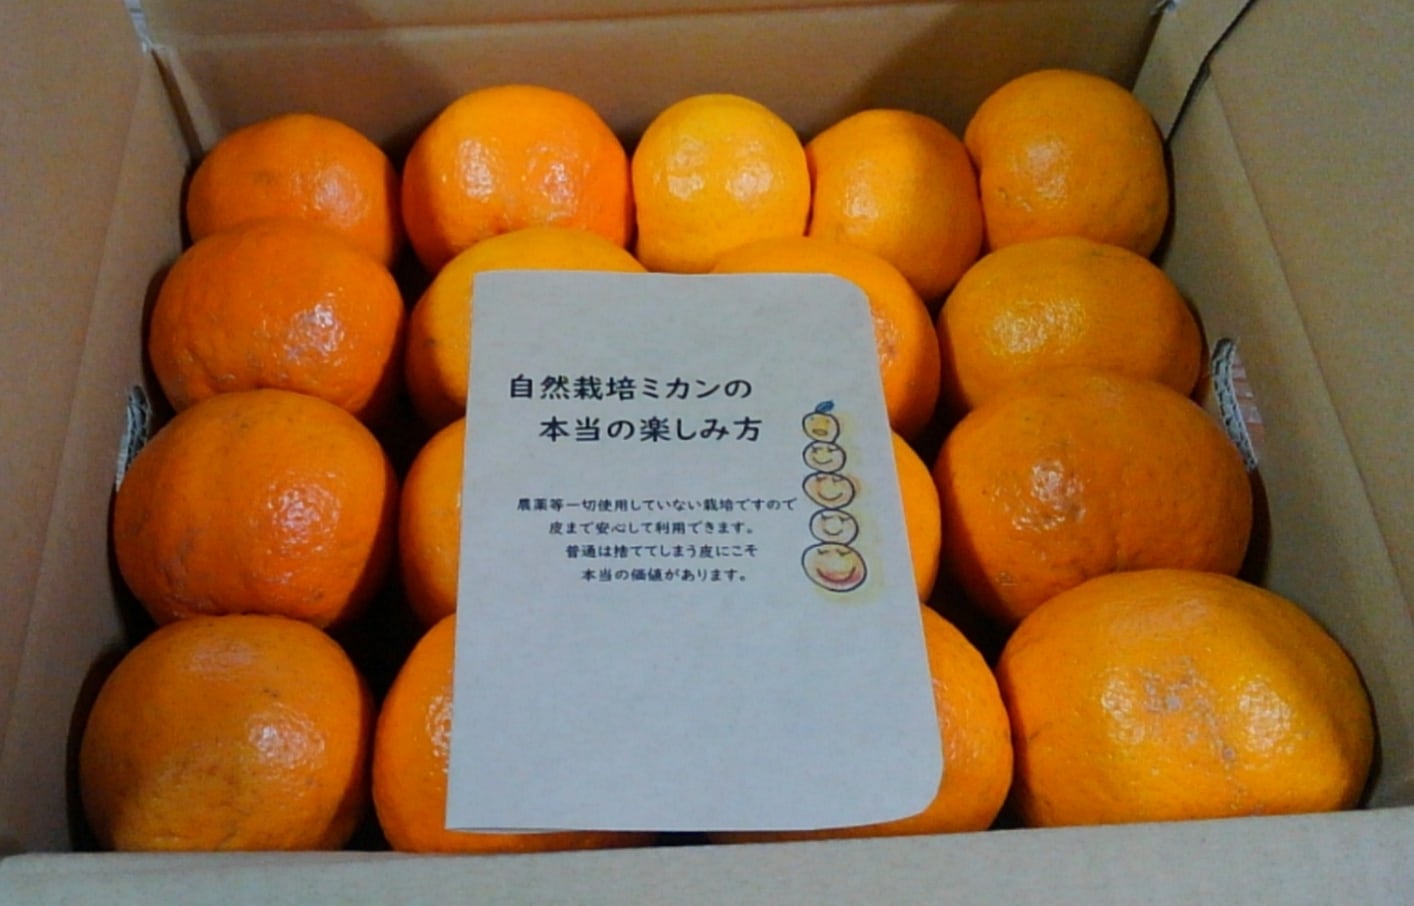 自然栽培ミカンの
本当の楽しみ方
農薬等一切使用していない栽培ですので
皮まで安心して利用できます。
普通は捨ててしまう皮にこそ
本当の価値があります。